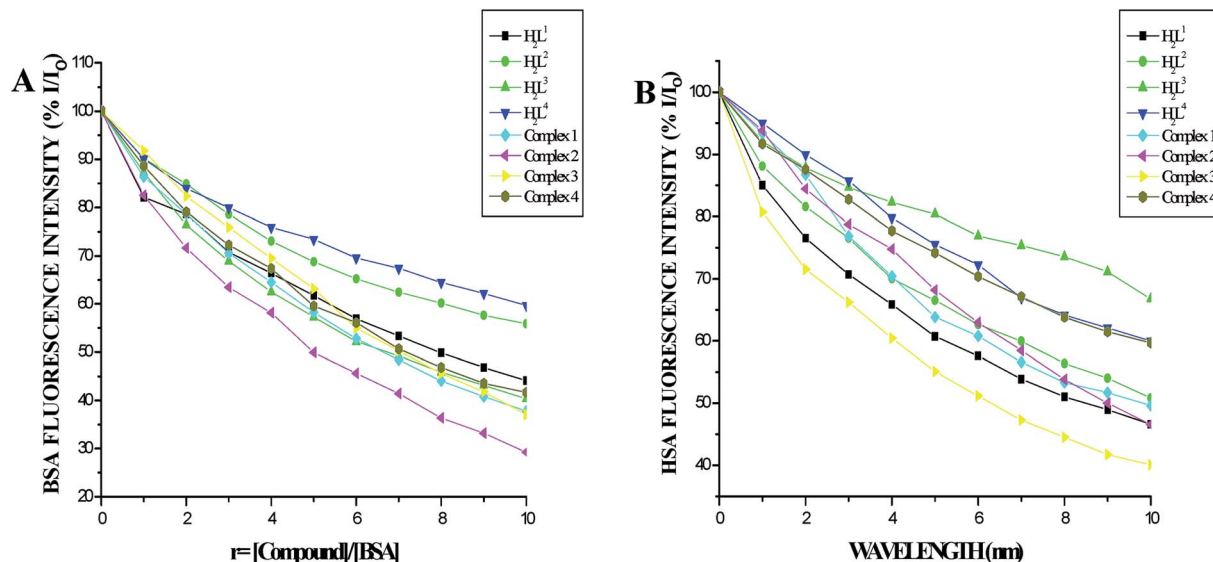 A
BSA FLUORESCENCE INTENSITY (% I/I₀)
110
100
90
80
70
60
50
40
30
20
0 2 4 6 8 10
r=[Compound]/[BSA]
H₂L¹
H₂L²
H₂L³
H₂L⁴
Complex 1
Complex 2
Complex 3
Complex 4
B
HSA FLUORESCENCE INTENSITY (% I/I₀)
100
90
80
70
60
50
40
0 2 4 6 8 10
WAVELENGTH (nm)
H₂L¹
H₂L²
H₂L³
H₂L⁴
Complex 1
Complex 2
Complex 3
Complex 4